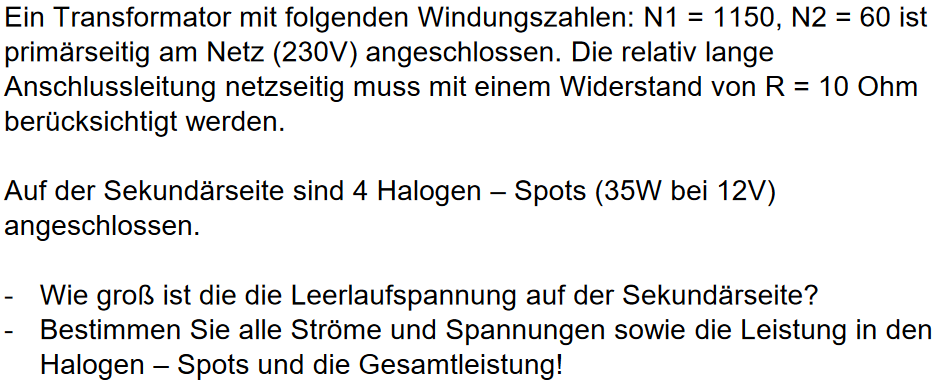 Ein Transformator mit folgenden Windungszahlen: N1 = 1150, N2 = 60 ist
primärseitig am Netz (230V) angeschlossen. Die relativ lange
Anschlussleitung netzseitig muss mit einem Widerstand von R = 10 Ohm
berücksichtigt werden.
Auf der Sekundärseite sind 4 Halogen – Spots (35W bei 12V)
angeschlossen.
- Wie groß ist die die Leerlaufspannung auf der Sekundärseite?
- Bestimmen Sie alle Ströme und Spannungen sowie die Leistung in den
Halogen – Spots und die Gesamtleistung!